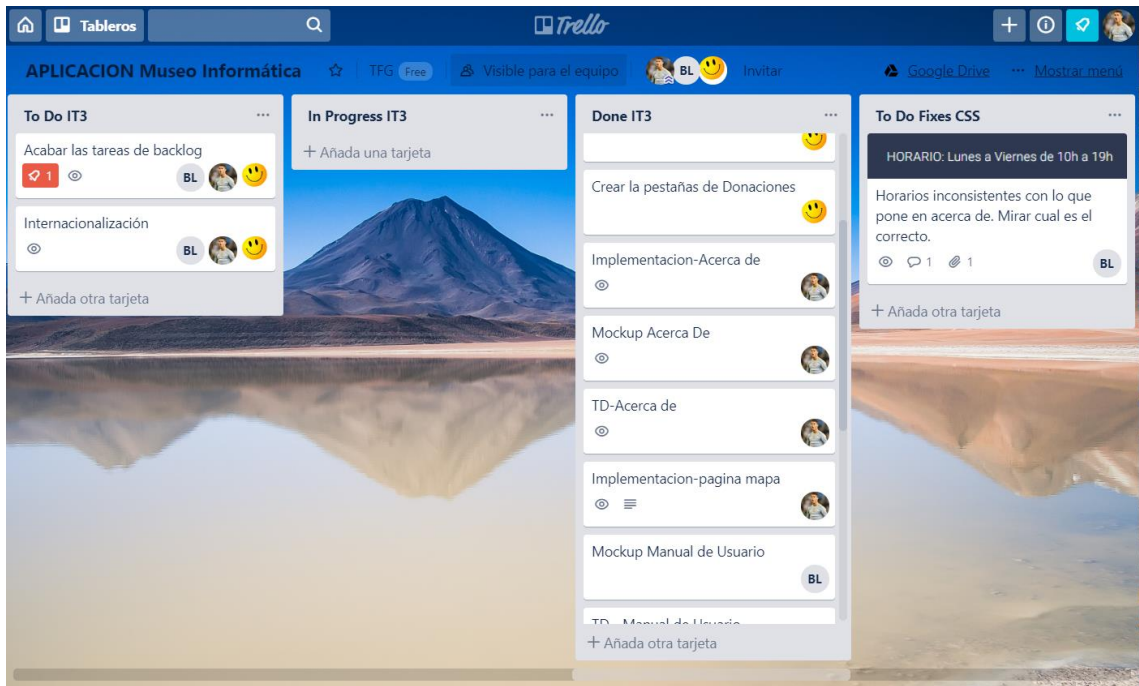 Tableros
Trello
APLICACION Museo Informática
TFG Free
Visible para el equipo
BL
Invitar
Google Drive
Mostrar menú
To Do IT3
Acabar las tareas de backlog
1
BL
Internacionalización
BL
+ Añada otra tarjeta
In Progress IT3
+ Añada una tarjeta
Done IT3
Crear la pestañas de Donaciones
Implementacion-Acerca de
Mockup Acerca De
TD-Acerca de
Implementacion-pagina mapa
Mockup Manual de Usuario
BL
TD - Manual de Usuario
+ Añada otra tarjeta
To Do Fixes CSS
HORARIO: Lunes a Viernes de 10h a 19h
Horarios inconsistentes con lo que
pone en acerca de. Mirar cual es el
correcto.
1 1
BL
+ Añada otra tarjeta